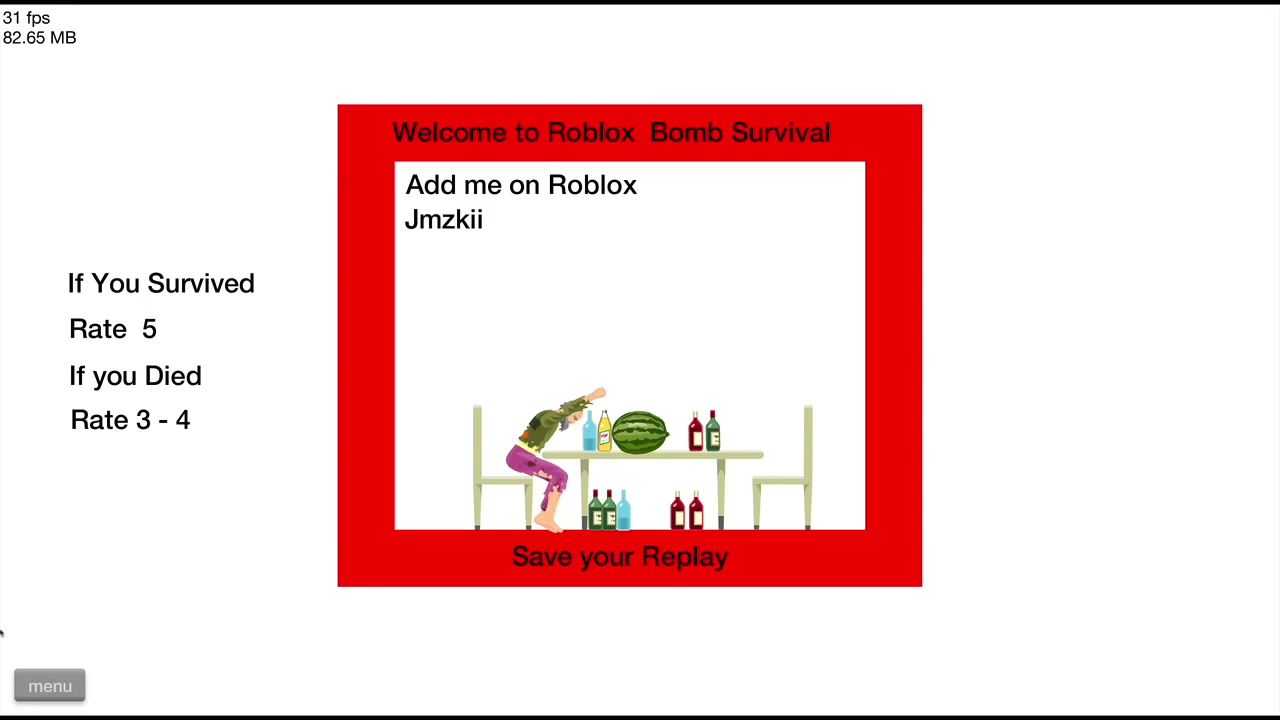 31 fps
82.65 MB
Welcome to Roblox  Bomb Survival
Add me on Roblox
Jmzkii
If You Survived
Rate  5
If you Died
Rate 3 - 4
Save your Replay
menu